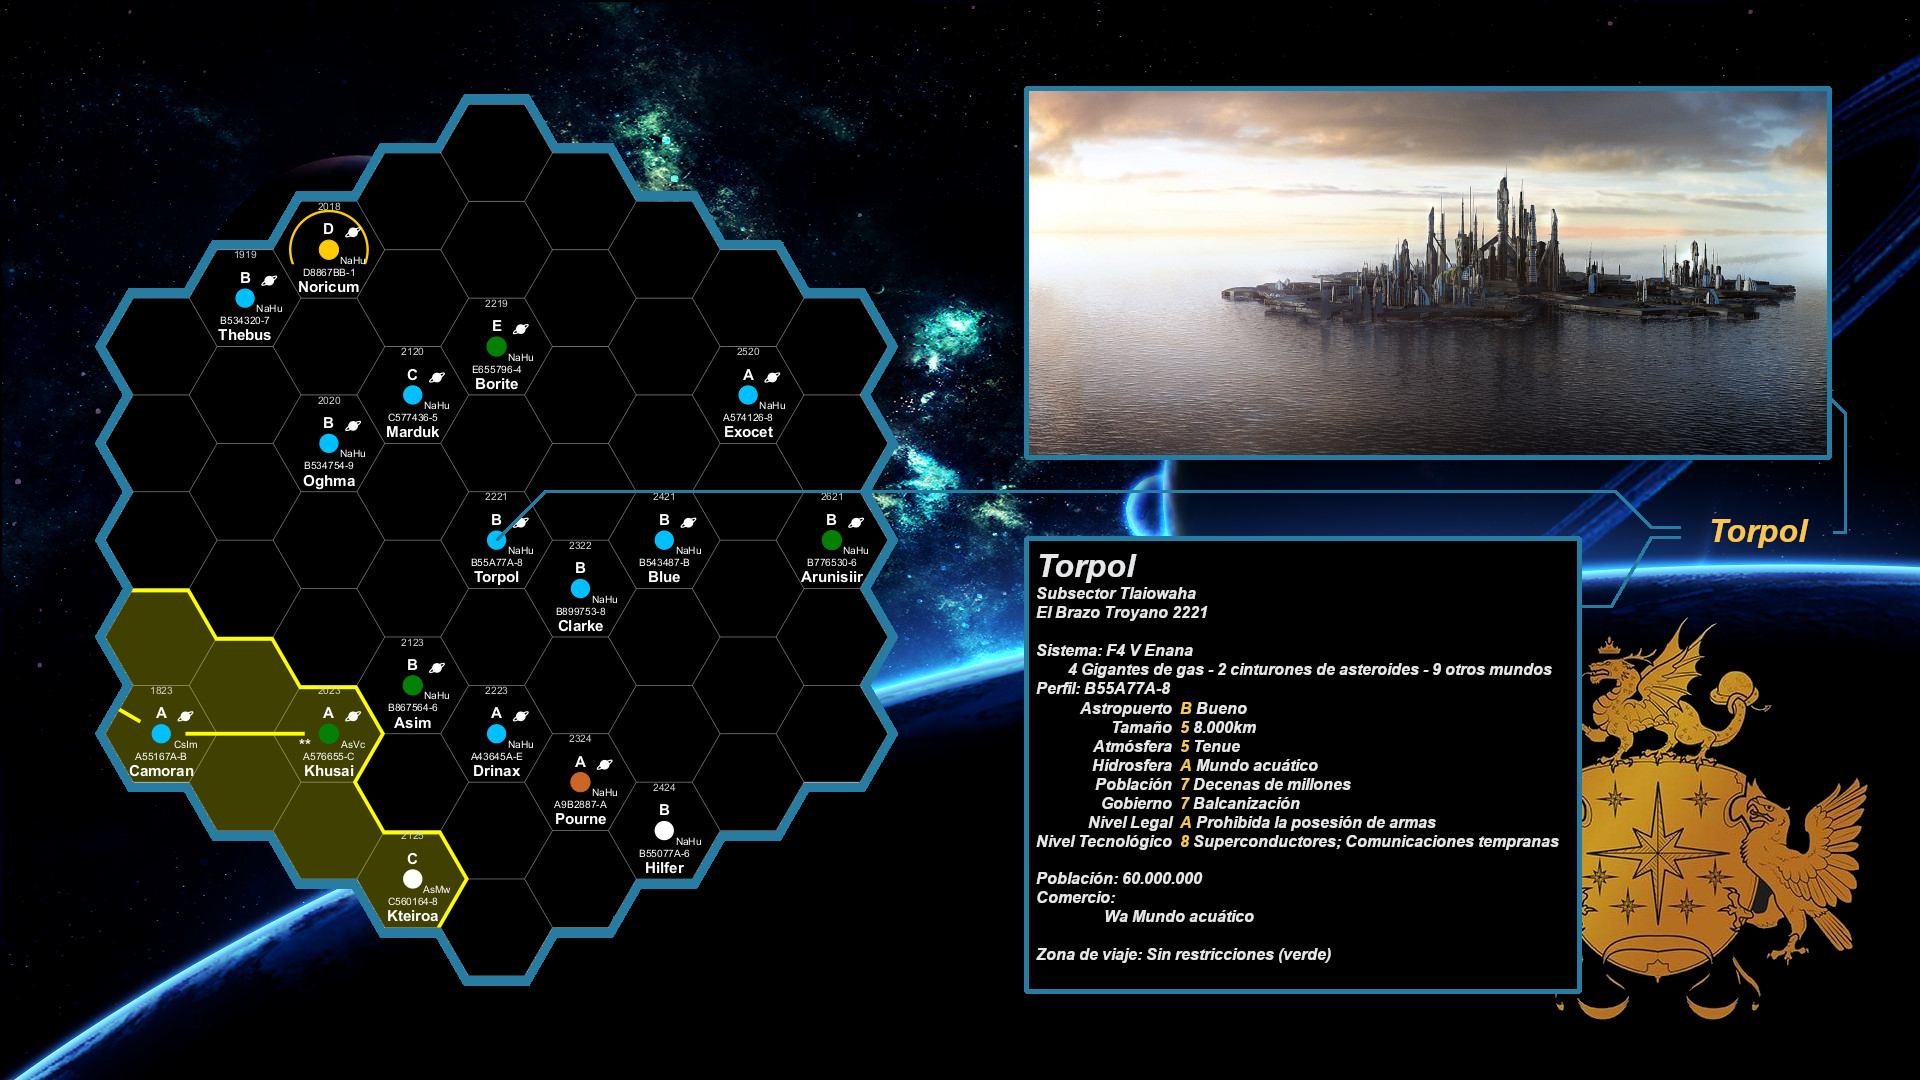 2018
D
NaHu
D8867BB-1
Noricum
1919
B
NaHu
B534320-7
Thebus
2219
E
NaHu
E655796-4
Borite
2120
C
NaHu
C577436-5
Marduk
2520
A
NaHu
A574126-8
Exocet
2020
B
NaHu
B534754-9
Oghma
2221
B
NaHu
B55A77A-8
Torpol
2421
B
NaHu
B543487-B
Blue
2621
B
NaHu
B776530-6
Arunisiir
2322
B
NaHu
B899753-8
Clarke
2123
B
NaHu
B867564-6
Asim
1823
A
CsIm
A55167A-B
Camoran
2023
A
** AsVc
A576655-C
Khusai
2223
A
NaHu
A43645A-E
Drinax
2324
A
NaHu
A9B2887-A
Pourne
2424
B
NaHu
B55077A-6
Hilfer
2125
C
AsMw
C560164-8
Kteiroa
Torpol
Torpol
Subsector Tlaiowaha
El Brazo Troyano 2221
Sistema: F4 V Enana
4 Gigantes de gas - 2 cinturones de asteroides - 9 otros mundos
Perfil: B55A77A-8
Astropuerto B Bueno
Tamaño 5 8.000km
Atmósfera 5 Tenue
Hidrosfera A Mundo acuático
Población 7 Decenas de millones
Gobierno 7 Balcanización
Nivel Legal A Prohibida la posesión de armas
Nivel Tecnológico 8 Superconductores; Comunicaciones tempranas
Población: 60.000.000
Comercio:
Wa Mundo acuático
Zona de viaje: Sin restricciones (verde)